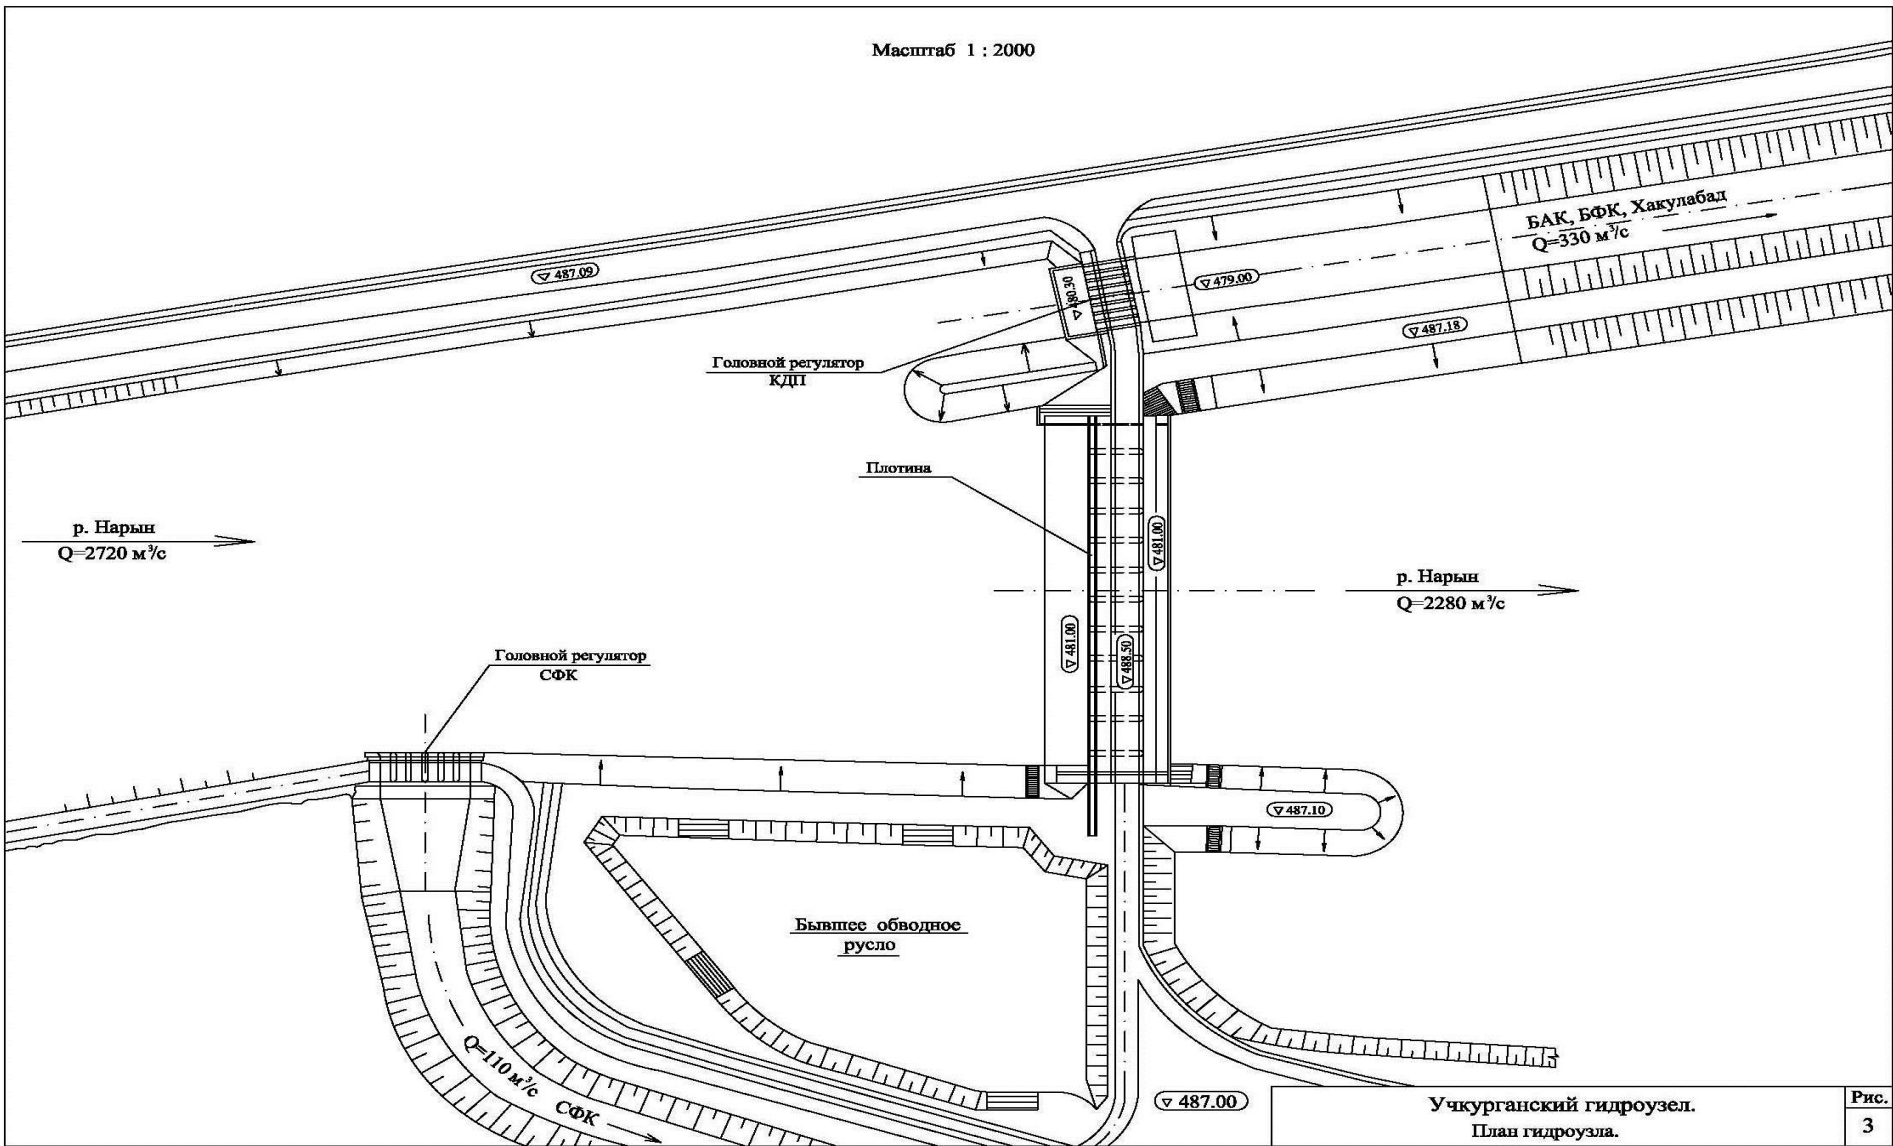 Масштаб 1 : 2000
БАК, БФК, Хакулабад
Q=330 м³/с
▽ 487.09
▽ 480.30
▽ 479.00
▽ 487.18
Головной регулятор
КДП
Плотина
р. Нарын
Q=2720 м³/с
▽ 481.00
р. Нарын
Q=2280 м³/с
▽ 481.00
▽ 488.50
Головной регулятор
СФК
▽ 487.10
Бывшее обводное
русло
Q=110 м³/с СФК
▽ 487.00
Учкурганский гидроузел.
План гидроузла.
Рис.
3